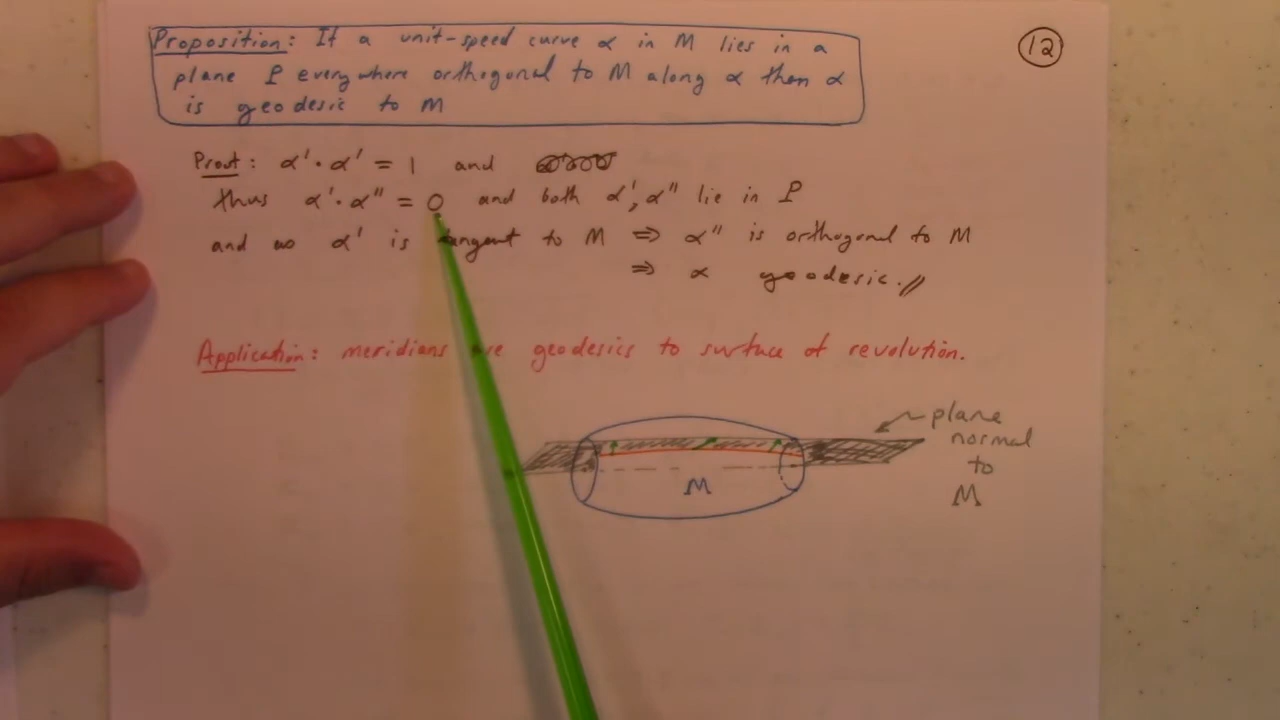 Proposition: If a unit-speed curve α in M lies in a
plane P everywhere orthogonal to M along α then α
is geodesic to M
12
Proof: α'·α' = 1 and
thus α'·α'' = 0 and both α', α'' lie in P
and so α' is tangent to M ⇒ α'' is orthogonal to M
⇒ α geodesic. //
Application: meridians are geodesics to surface of revolution.
plane
normal
to
M
M